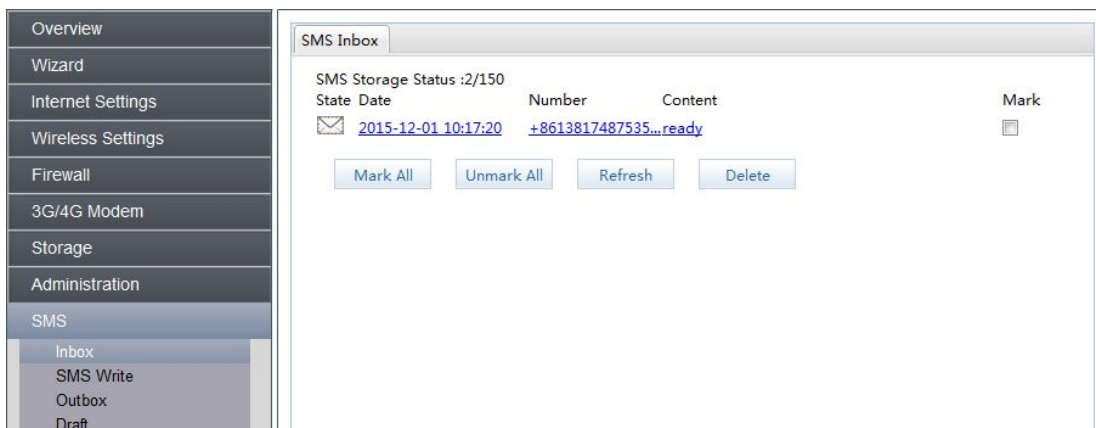 Overview
Wizard
Internet Settings
Wireless Settings
Firewall
3G/4G Modem
Storage
Administration
SMS
Inbox
SMS Write
Outbox
Draft
SMS Inbox
SMS Storage Status :2/150
State Date Number Content Mark
2015-12-01 10:17:20 +8613817487535...ready
Mark All Unmark All Refresh Delete